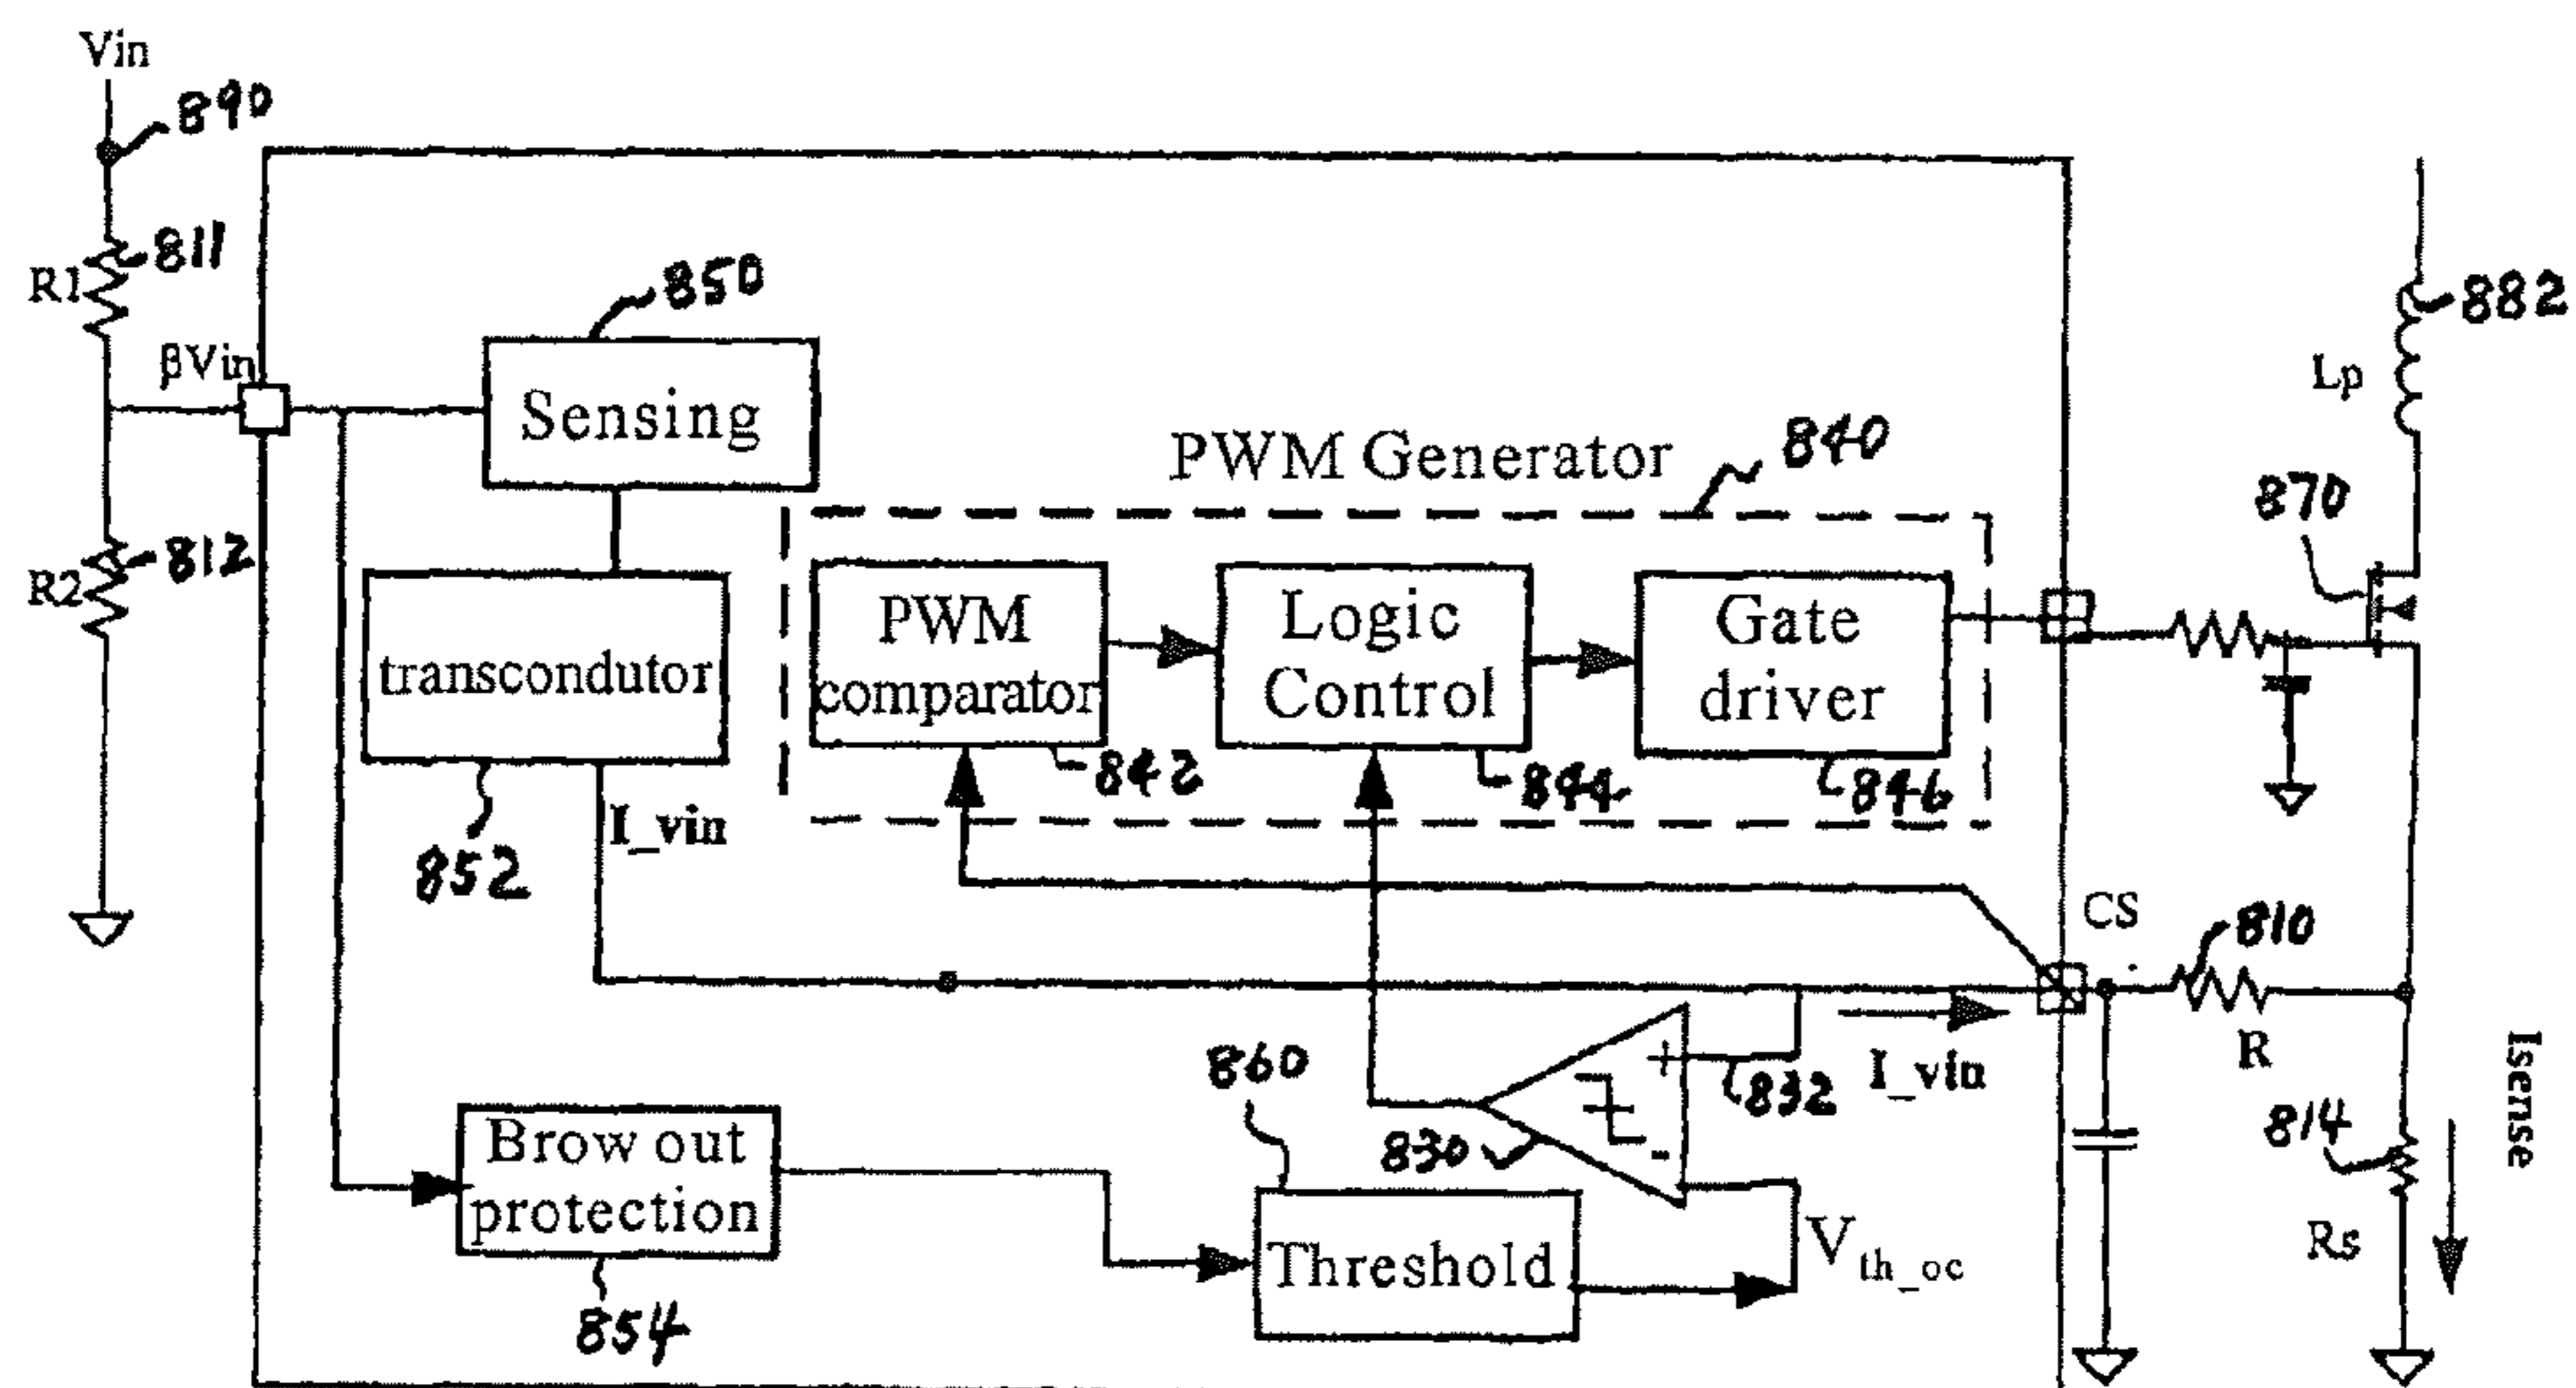 Vin
890
811
R1
850
882
βVin
Lp
Sensing
PWM Generator
840
870
812
R2
PWM
comparator
Logic
Control
Gate
driver
transcondutor
842
844
846
I_vin
852
CS
810
+
860
832
I_vin
R
Isense
830
-
814
Brow out
protection
Threshold
Vth_oc
Rs
854